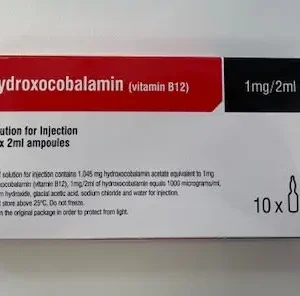 ydroxocobalamin (vitamin B12) 1mg/2ml
ution for Injection
x 2ml ampoules
f solution for injection contains 1.045 mg hydroxocobalamin acetate equivalent to 1mg
xocobalamin (vitamin B12), 1mg/2ml of hydroxocobalamin equals 1000 micrograms/ml,
m hydroxide, glacial acetic acid, sodium chloride and water for injection.
t store above 25°C. Do not freeze.
n the original package in order to protect from light.
10 x